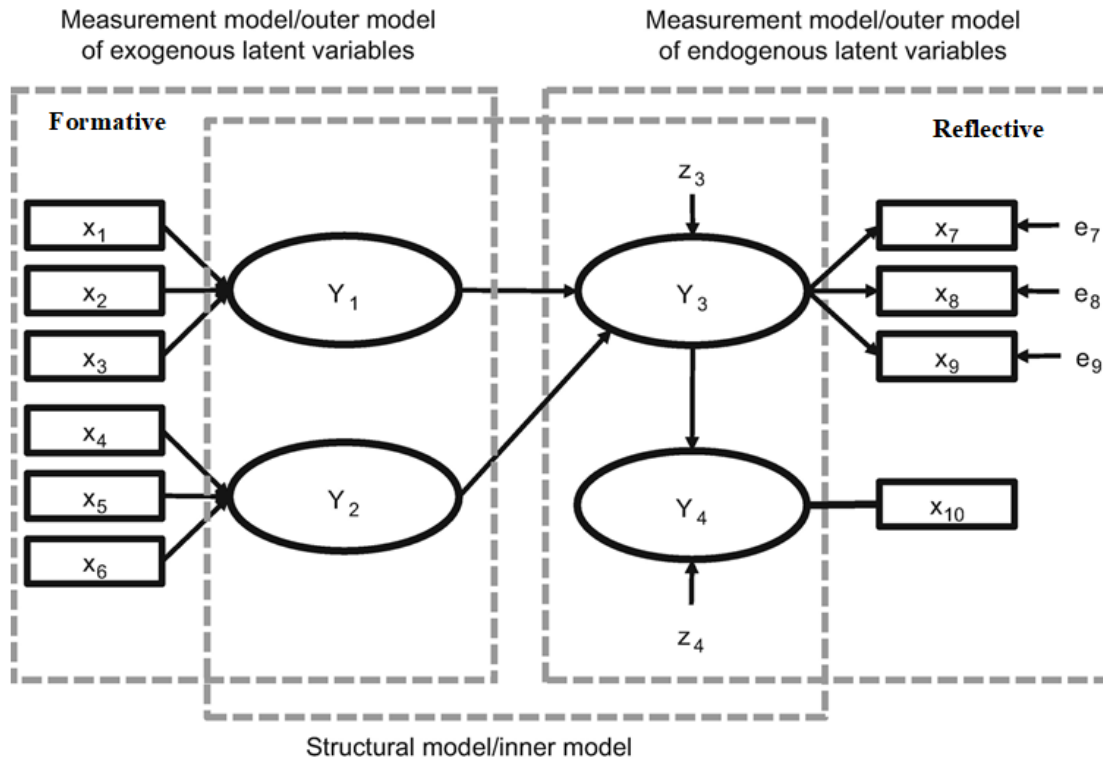 Measurement model/outer model
of exogenous latent variables
Measurement model/outer model
of endogenous latent variables
Formative
Reflective
z₃
x₁
x₂
x₃
x₄
x₅
x₆
Y₁
Y₂
Y₃
Y₄
x₇
x₈
x₉
x₁₀
e₇
e₈
e₉
z₄
Structural model/inner model